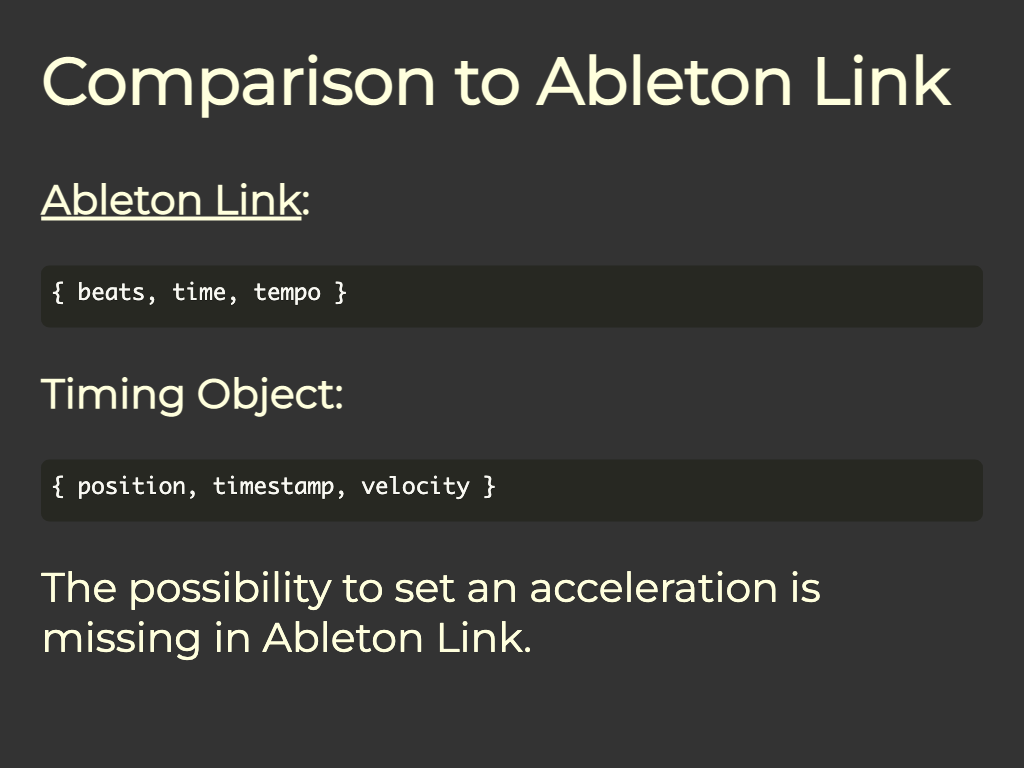 Comparison to Ableton Link
Ableton Link:
{ beats, time, tempo }
Timing Object:
{ position, timestamp, velocity }
The possibility to set an acceleration is
missing in Ableton Link.